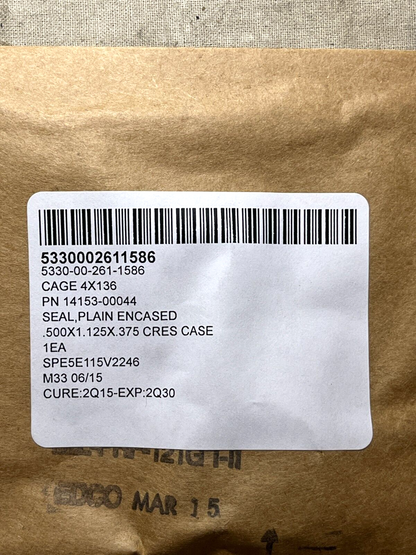 5330002611586
5330-00-261-1586
CAGE 4X136
PN 14153-00044
SEAL,PLAIN ENCASED
.500X1.125X.375 CRES CASE
1EA
SPE5E115V2246
M33 06/15
CURE:2Q15-EXP:2Q30
MAR 15